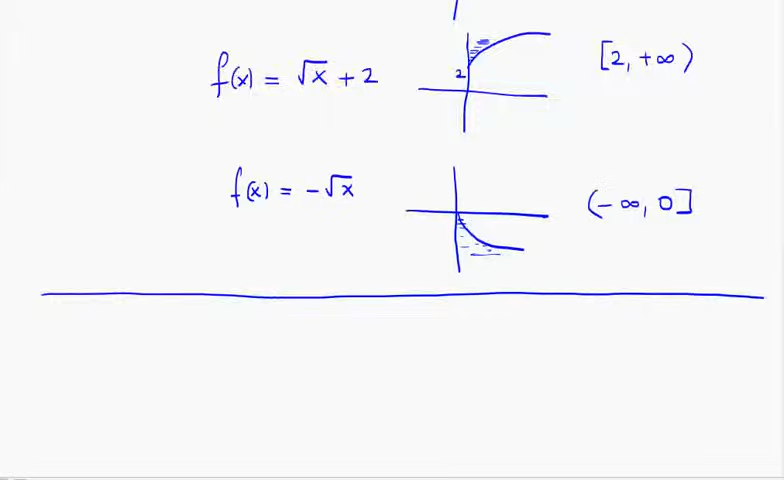 f(x) = √x + 2
2
[2, +∞)
f(x) = -√x
(-∞, 0]